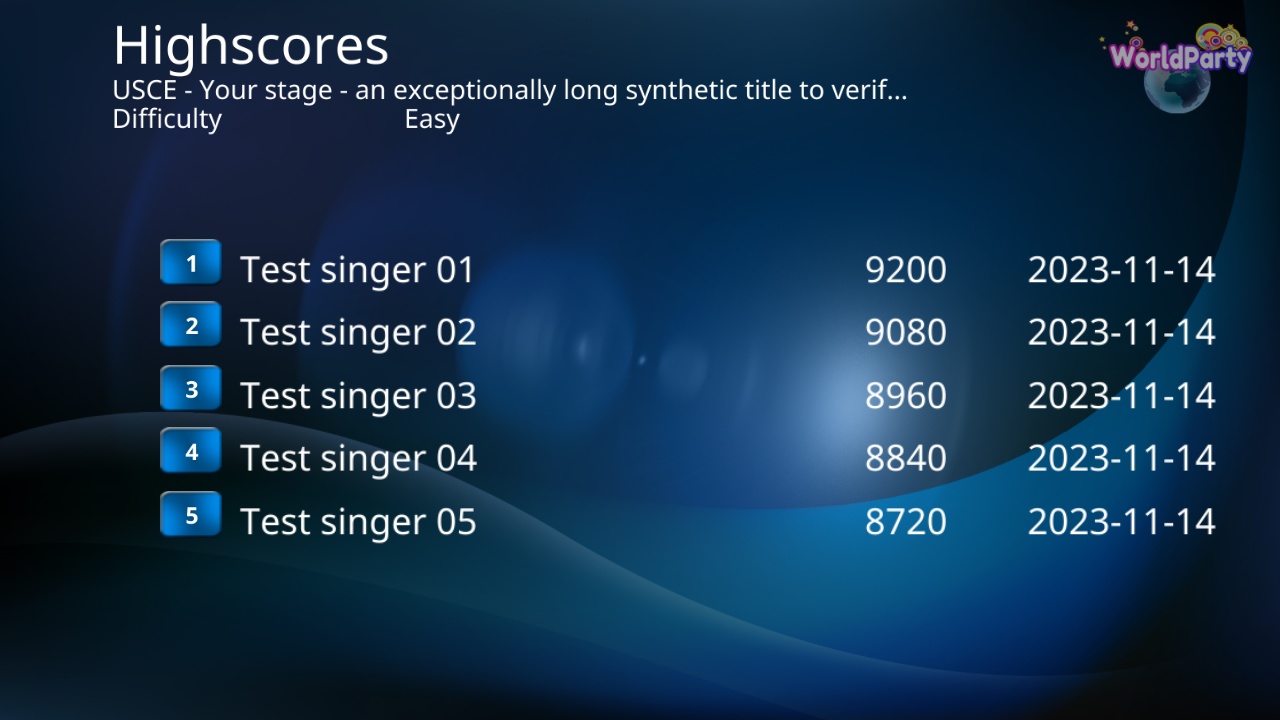 Highscores
WorldParty
USCE - Your stage - an exceptionally long synthetic title to verif...
Difficulty Easy
1 Test singer 01 9200 2023-11-14
2 Test singer 02 9080 2023-11-14
3 Test singer 03 8960 2023-11-14
4 Test singer 04 8840 2023-11-14
5 Test singer 05 8720 2023-11-14